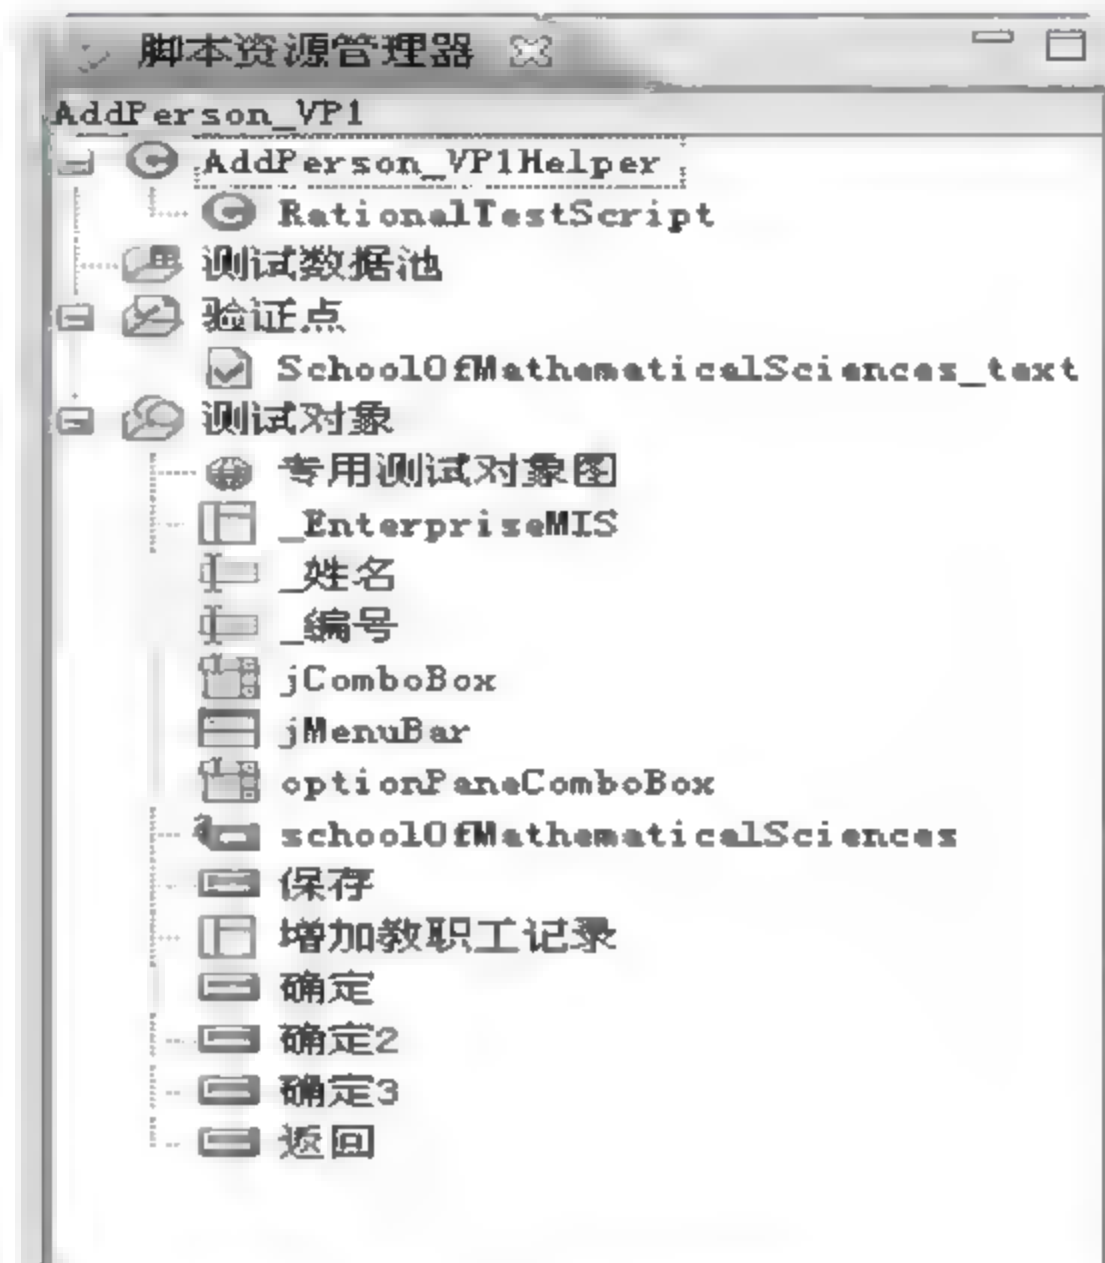 脚本资源管理器
AddPerson_VP1
AddPerson_VP1Helper
RationalTestScript
测试数据池
验证点
SchoolOfMathematicalSciences_text
测试对象
专用测试对象图
_EnterpriseMIS
_姓名
_编号
jComboBox
jMenuBar
optionPaneComboBox
schoolOfMathematicalSciences
保存
增加教职工记录
确定
确定2
确定3
返回